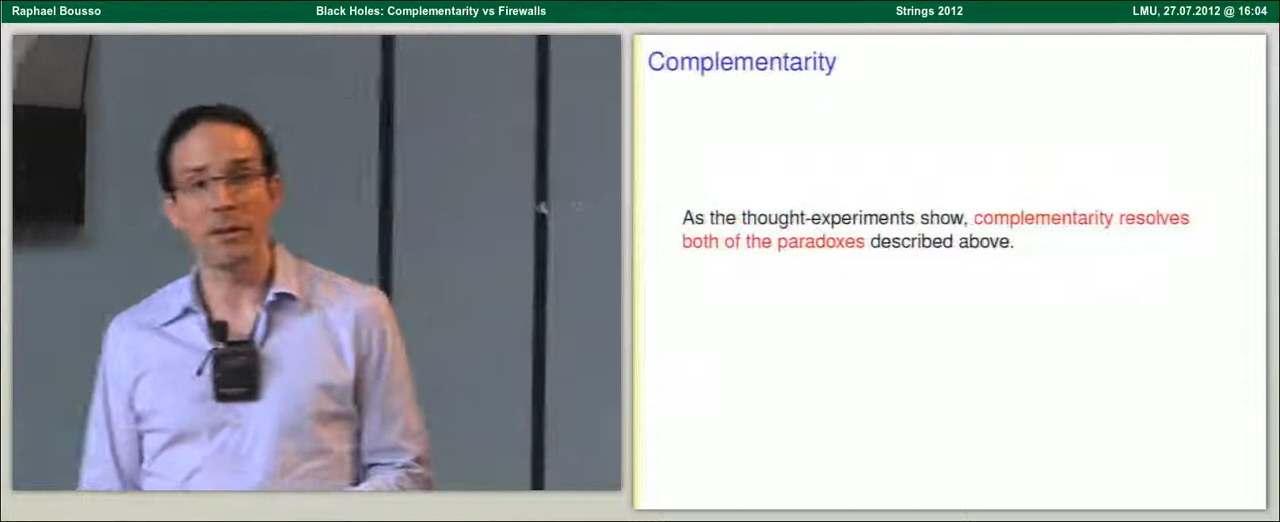 Raphael Bousso Black Holes: Complementarity vs Firewalls Strings 2012 LMU, 27.07.2012 @ 16:04
Complementarity
As the thought-experiments show, complementarity resolves
both of the paradoxes described above.